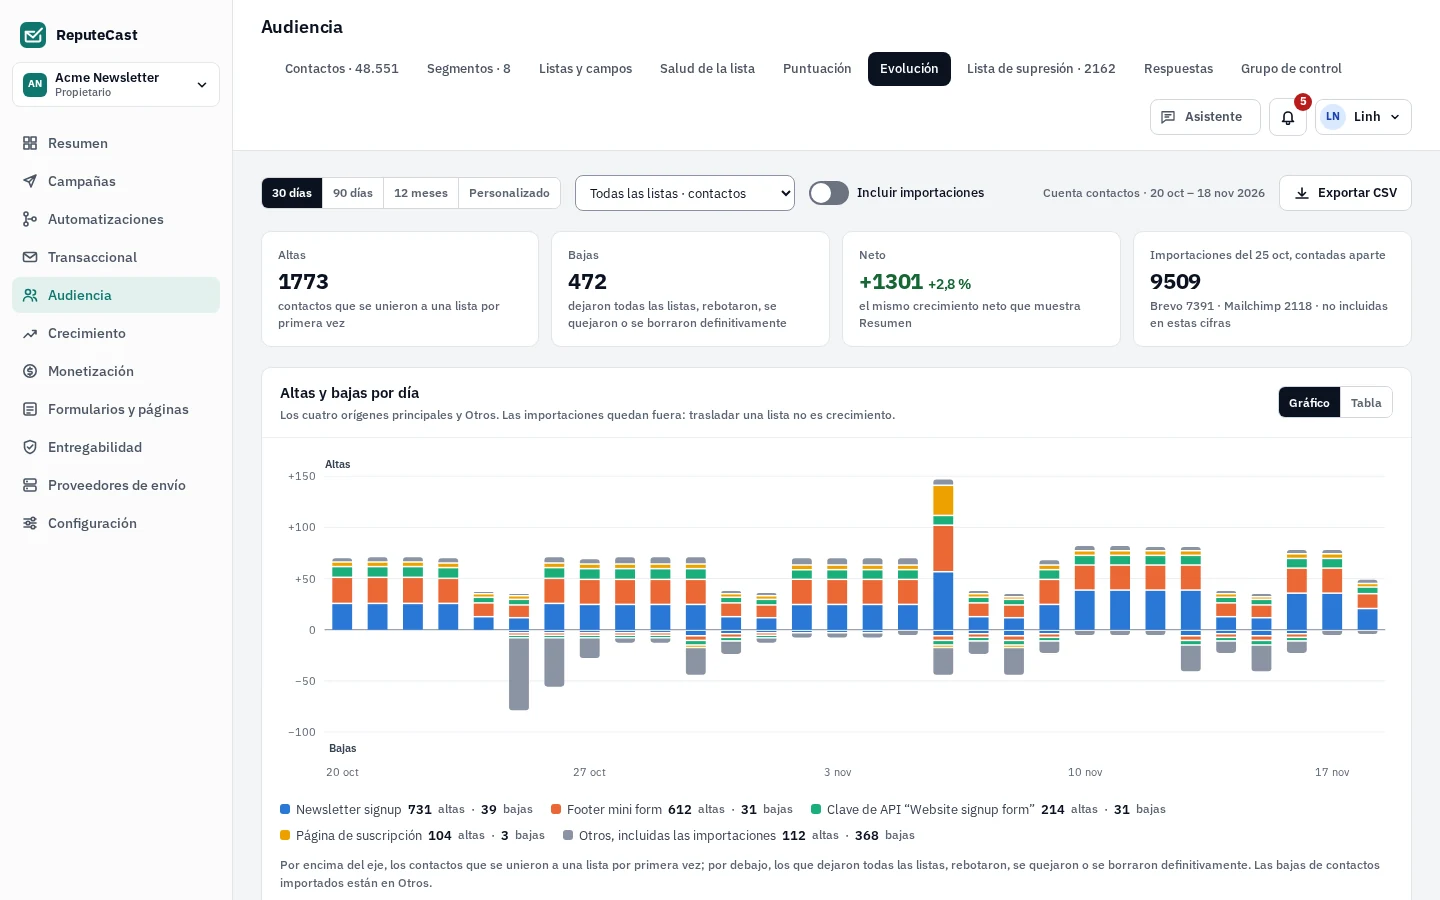 ReputeCast
AN
Acme Newsletter
Propietario
Resumen
Campañas
Automatizaciones
Transaccional
Audiencia
Crecimiento
Monetización
Formularios y páginas
Entregabilidad
Proveedores de envío
Configuración
Audiencia
Contactos · 48.551
Segmentos · 8
Listas y campos
Salud de la lista
Puntuación
Evolución
Lista de supresión · 2162
Respuestas
Grupo de control
Asistente
5
LN
Linh
30 días
90 días
12 meses
Personalizado
Todas las listas · contactos
Incluir importaciones
Cuenta contactos · 20 oct – 18 nov 2026
Exportar CSV
Altas
1773
contactos que se unieron a una lista por
primera vez
Bajas
472
dejaron todas las listas, rebotaron, se
quejaron o se borraron definitivamente
Neto
+1301 +2,8 %
el mismo crecimiento neto que muestra
Resumen
Importaciones del 25 oct, contadas aparte
9509
Brevo 7391 · Mailchimp 2118 · no incluidas
en estas cifras
Altas y bajas por día
Los cuatro orígenes principales y Otros. Las importaciones quedan fuera: trasladar una lista no es crecimiento.
Gráfico
Tabla
Altas
+150
+100
+50
0
−50
−100
Bajas
20 oct
27 oct
3 nov
10 nov
17 nov
Newsletter signup 731 altas · 39 bajas
Footer mini form 612 altas · 31 bajas
Clave de API “Website signup form” 214 altas · 31 bajas
Página de suscripción 104 altas · 3 bajas
Otros, incluidas las importaciones 112 altas · 368 bajas
Por encima del eje, los contactos que se unieron a una lista por primera vez; por debajo, los que dejaron todas las listas, rebotaron, se quejaron o se borraron definitivamente. Las bajas de contactos
importados están en Otros.